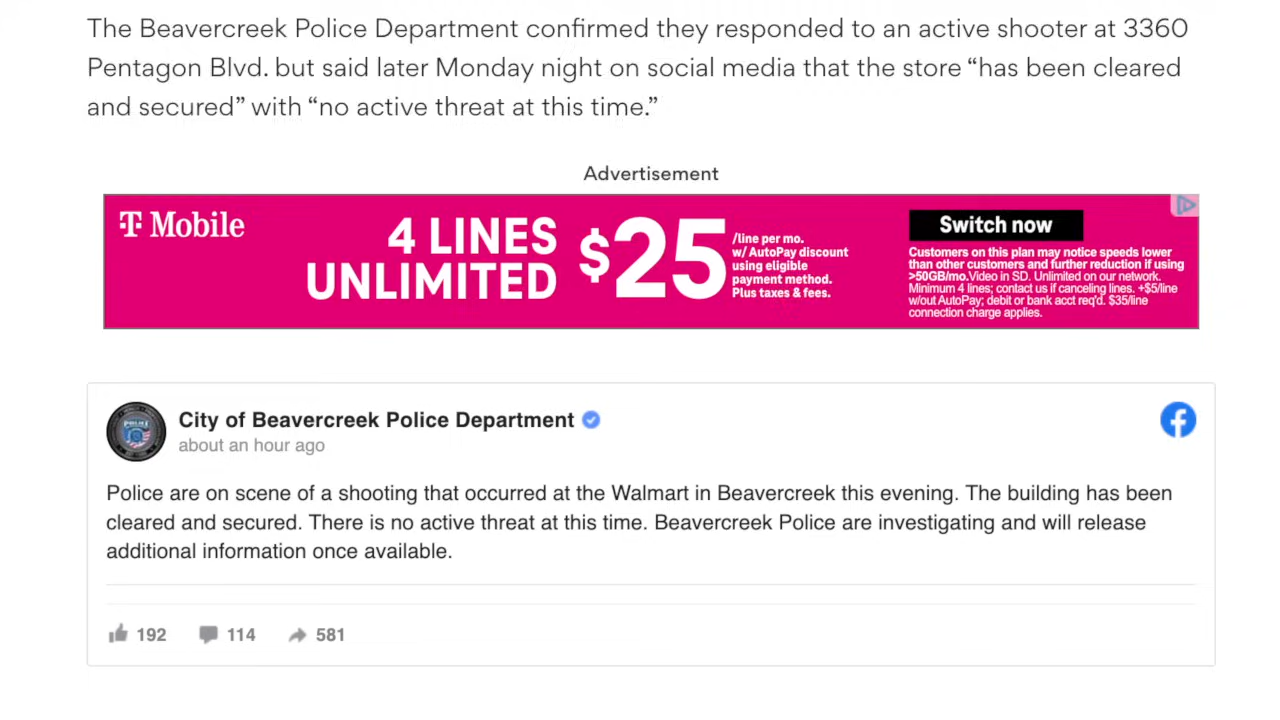 The Beavercreek Police Department confirmed they responded to an active shooter at 3360
Pentagon Blvd. but said later Monday night on social media that the store “has been cleared
and secured” with “no active threat at this time.”
Advertisement
T Mobile
4 LINES
UNLIMITED
$25
/line per mo.
w/ AutoPay discount
using eligible
payment method.
Plus taxes & fees.
Switch now
Customers on this plan may notice speeds lower
than other customers and further reduction if using
>50GB/mo.Video in SD. Unlimited on our network.
Minimum 4 lines; contact us if canceling lines. +$5/line
w/out AutoPay; debit or bank acct req'd. $35/line
connection charge applies.
City of Beavercreek Police Department
about an hour ago
Police are on scene of a shooting that occurred at the Walmart in Beavercreek this evening. The building has been
cleared and secured. There is no active threat at this time. Beavercreek Police are investigating and will release
additional information once available.
192
114
581